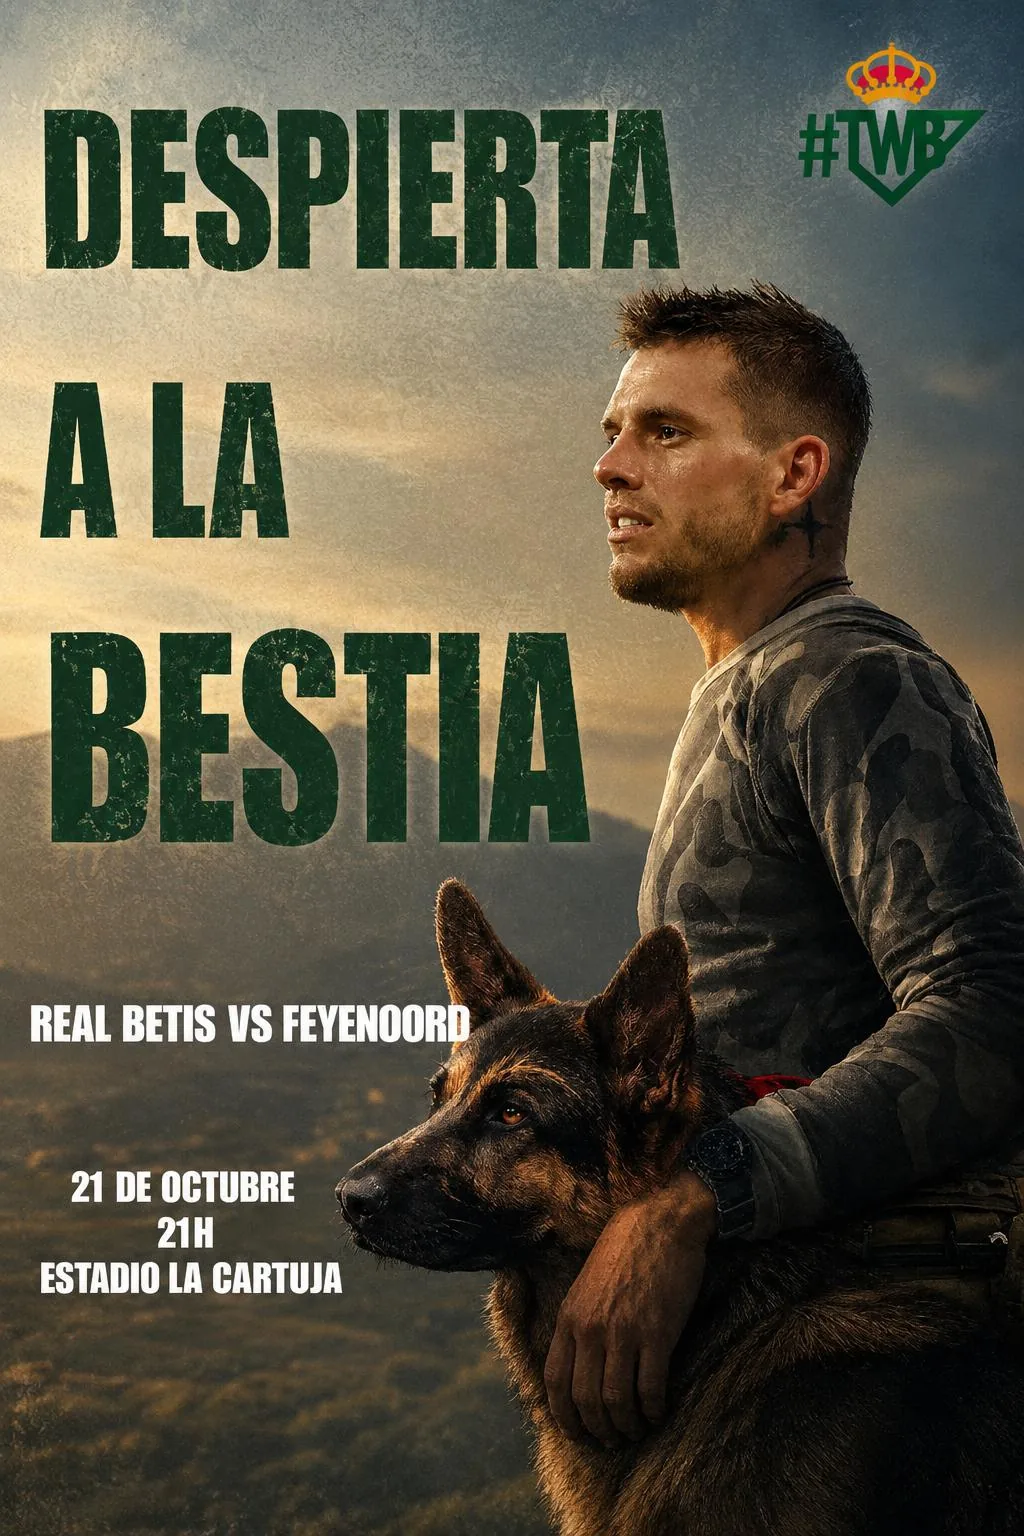 DESPIERTA
A LA
BESTIA
#TWB
REAL BETIS VS FEYENOORD
21 DE OCTUBRE
21H
ESTADIO LA CARTUJA